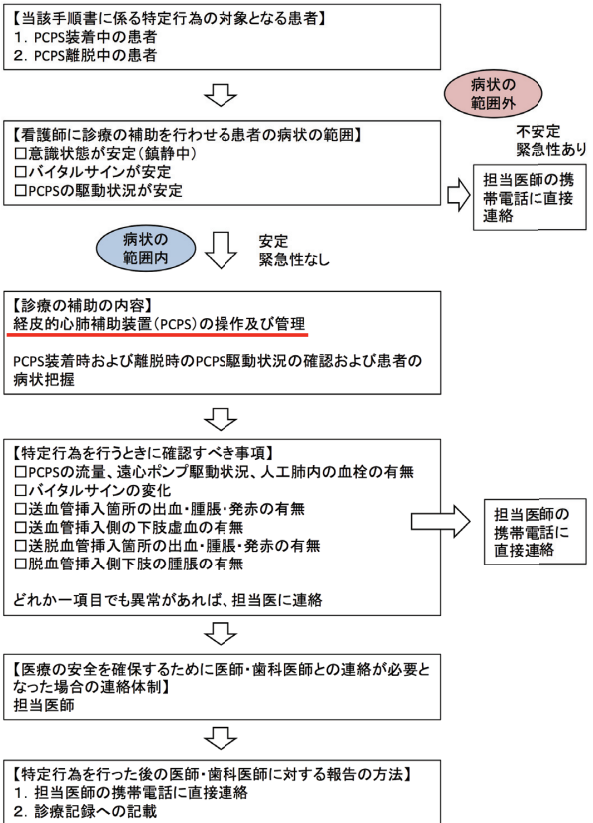 【当該手順書に係る特定行為の対象となる患者】
1. PCPS装着中の患者
2. PCPS離脱中の患者
病状の
範囲外
不安定
緊急性あり
【看護師に診療の補助を行わせる患者の病状の範囲】
□意識状態が安定(鎮静中)
□バイタルサインが安定
□PCPSの駆動状況が安定
担当医師の携
帯電話に直接
連絡
病状の
範囲内
安定
緊急性なし
【診療の補助の内容】
経皮的心肺補助装置(PCPS)の操作及び管理
PCPS装着時および離脱時のPCPS駆動状況の確認および患者の
病状把握
【特定行為を行うときに確認すべき事項】
□PCPSの流量、遠心ポンプ駆動状況、人工肺内の血栓の有無
□バイタルサインの変化
□送血管挿入箇所の出血・腫脹・発赤の有無
□送血管挿入側の下肢虚血の有無
□送脱血管挿入箇所の出血・腫脹・発赤の有無
□脱血管挿入側下肢の腫脹の有無
どれか一項目でも異常があれば、担当医に連絡
担当医師の
携帯電話に
直接連絡
【医療の安全を確保するために医師・歯科医師との連絡が必要と
なった場合の連絡体制】
担当医師
【特定行為を行った後の医師・歯科医師に対する報告の方法】
1. 担当医師の携帯電話に直接連絡
2. 診療記録への記載